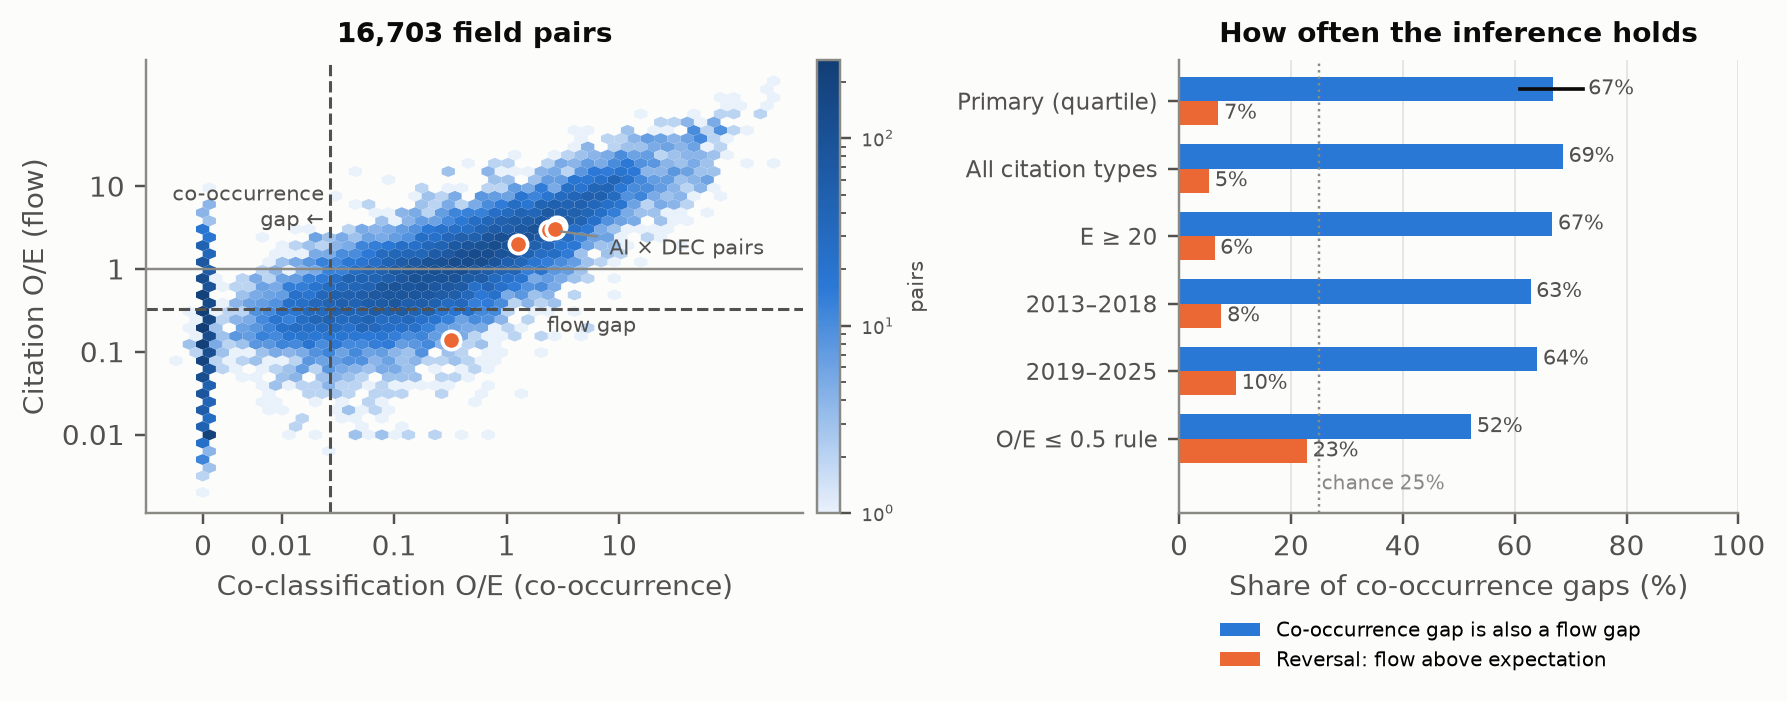 16,703 field pairs
Citation O/E (flow)
10
1
0.1
0.01
co-occurrence
gap ←
AI × DEC pairs
flow gap
0
0.01
0.1
1
10
Co-classification O/E (co-occurrence)
10²
10¹
10⁰
pairs
How often the inference holds
Primary (quartile)
67%
7%
All citation types
69%
5%
E ≥ 20
67%
6%
2013–2018
63%
8%
2019–2025
64%
10%
O/E ≤ 0.5 rule
52%
23%
chance 25%
0
20
40
60
80
100
Share of co-occurrence gaps (%)
Co-occurrence gap is also a flow gap
Reversal: flow above expectation